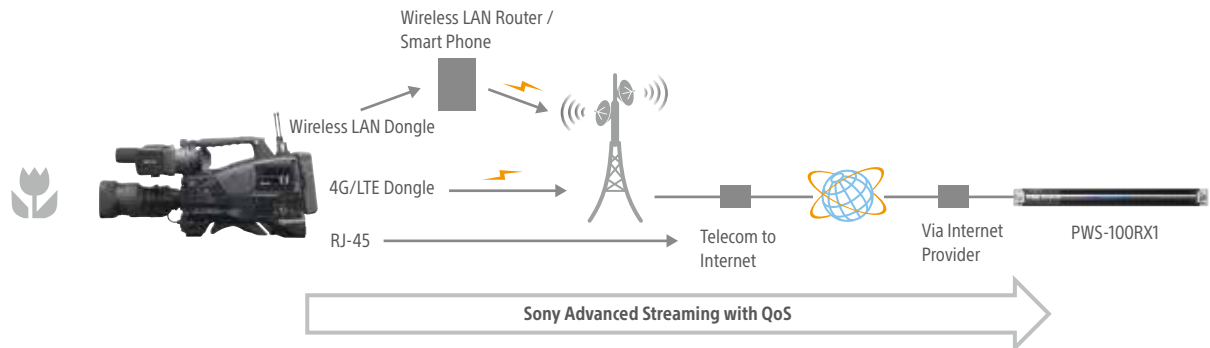 Wireless LAN Router /
Smart Phone
Wireless LAN Dongle
4G/LTE Dongle
RJ-45
Telecom to
Internet
Via Internet
Provider
PWS-100RX1
Sony Advanced Streaming with QoS